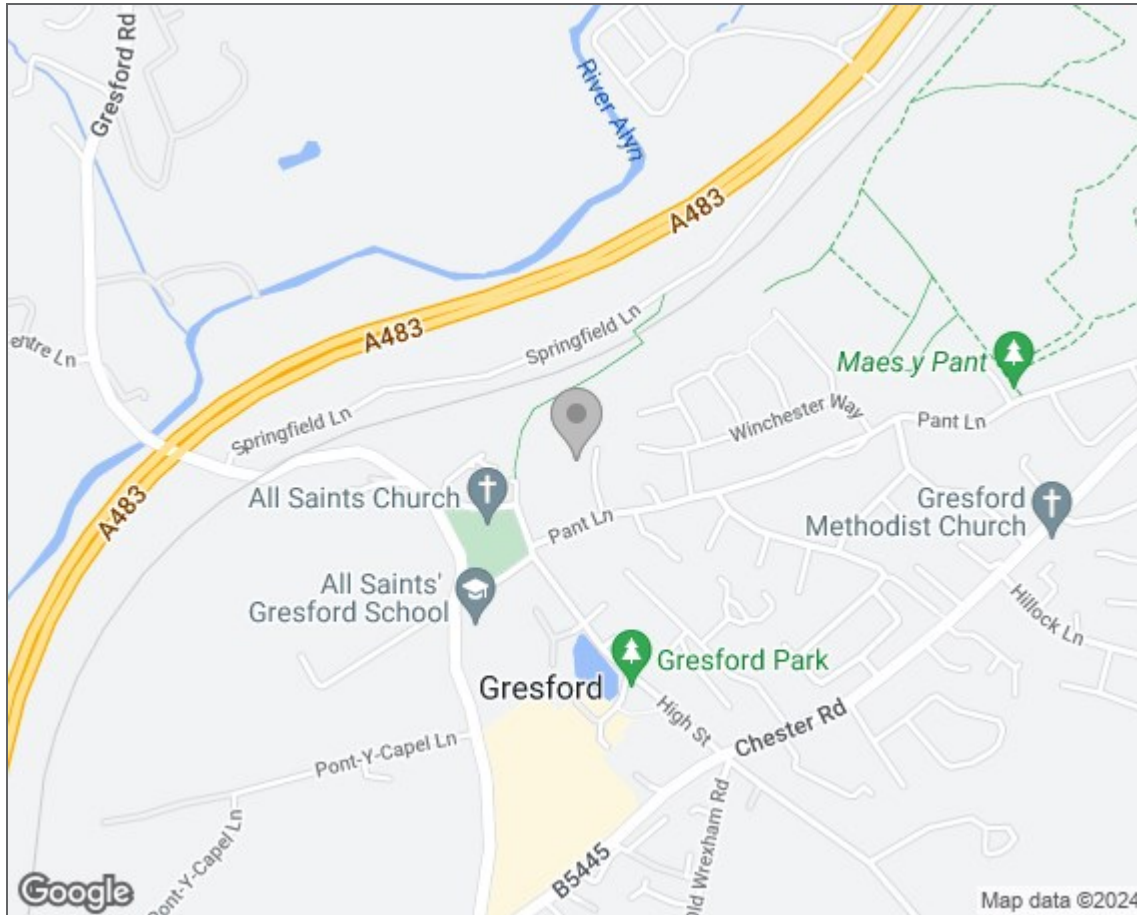 Gresford Rd
River Alyn
A483
A483
entre Ln
Springfield Ln
Springfield Ln
Maes y Pant
Pant Ln
Winchester Way
All Saints Church
Pant Ln
Gresford
Methodist Church
A483
All Saints'
Gresford School
Hillock Ln
Gresford Park
Gresford
High St
Chester Rd
Pont-Y-Capel Ln
Pont-Y-Capel Ln
Old Wrexham Rd
B5445
Google
Map data ©2024